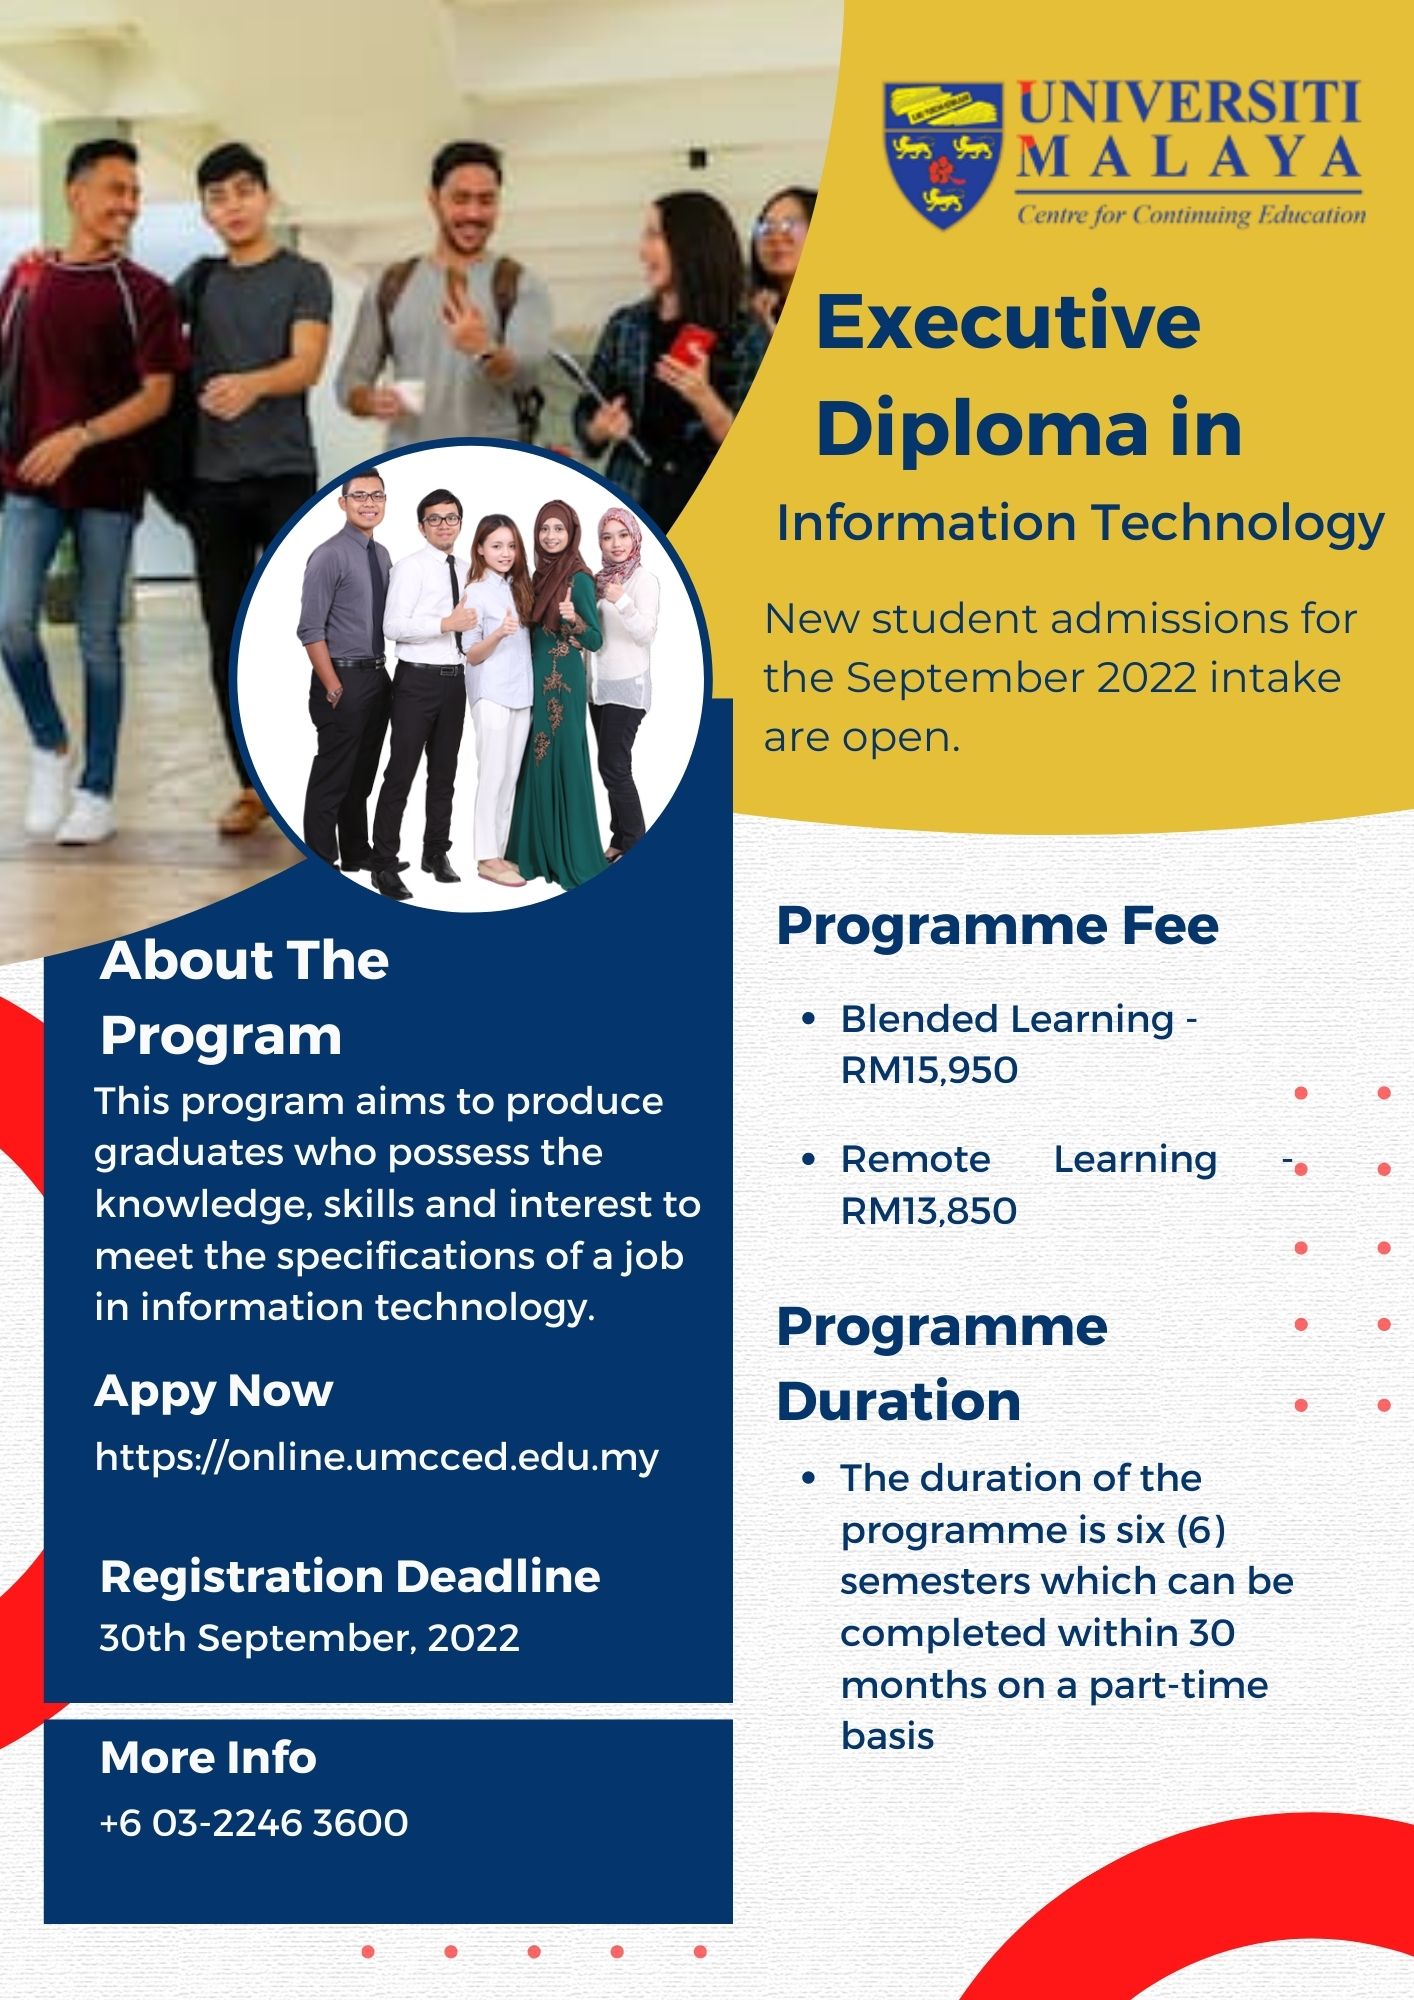 UNIVERSITI
MALAYA
Centre for Continuing Education
Executive
Diploma in
Information Technology
New student admissions for
the September 2022 intake
are open.
About The
Program
This program aims to produce
graduates who possess the
knowledge, skills and interest to
meet the specifications of a job
in information technology.
Appy Now
https://online.umcced.edu.my
Registration Deadline
30th September, 2022
More Info
+6 03-2246 3600
Programme Fee
• Blended Learning -
RM15,950
• Remote Learning -
RM13,850
Programme
Duration
• The duration of the
programme is six (6)
semesters which can be
completed within 30
months on a part-time
basis